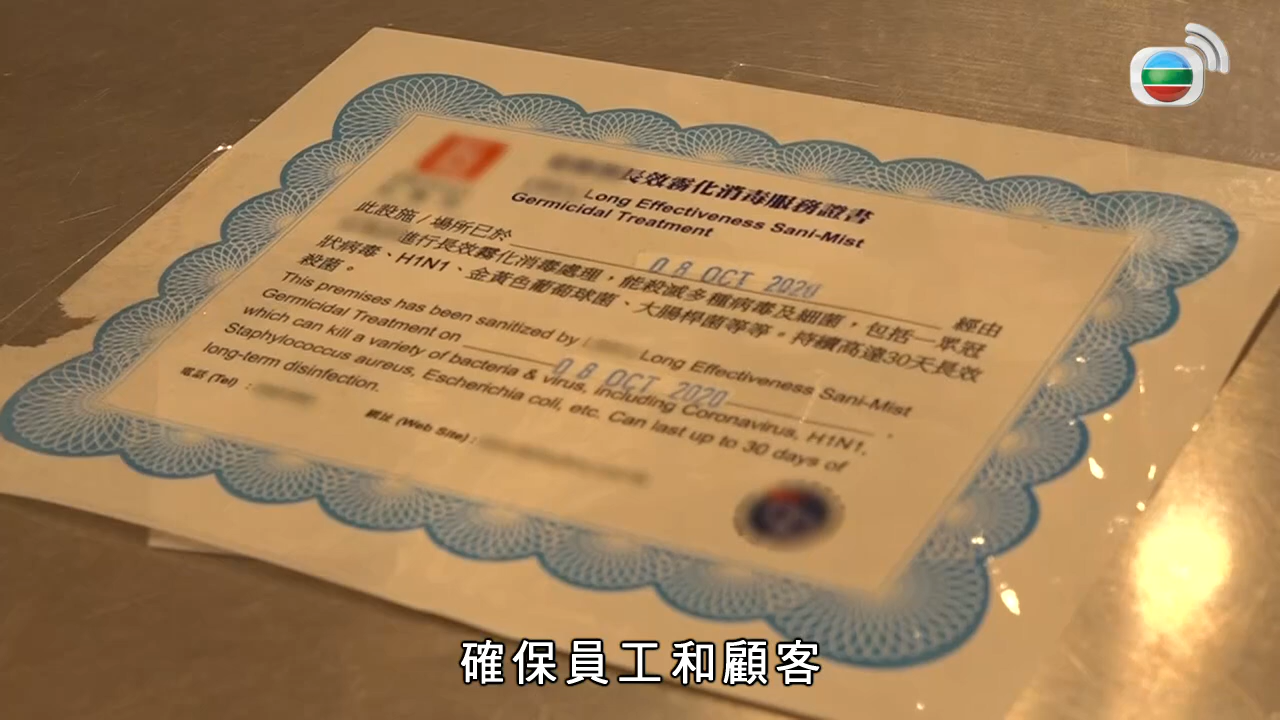 長效霧化消毒服務證書
Long Effectiveness Sani-Mist
Germicidal Treatment
此設施 / 場所已於 08 OCT 2020 經由
進行長效霧化消毒處理，能殺滅多種病毒及細菌，包括—眾冠
狀病毒、H1N1、金黃色葡萄球菌、大腸桿菌等等。持續高達30天長效
殺菌。
This premises has been sanitized by Long Effectiveness Sani-Mist
Germicidal Treatment on 08 OCT 2020 .
which can kill a variety of bacteria & virus, including Coronavirus, H1N1,
Staphylococcus aureus, Escherichia coli, etc. Can last up to 30 days of
long-term disinfection.
電話 (Tel) :
網址 (Web Site) :
確保員工和顧客